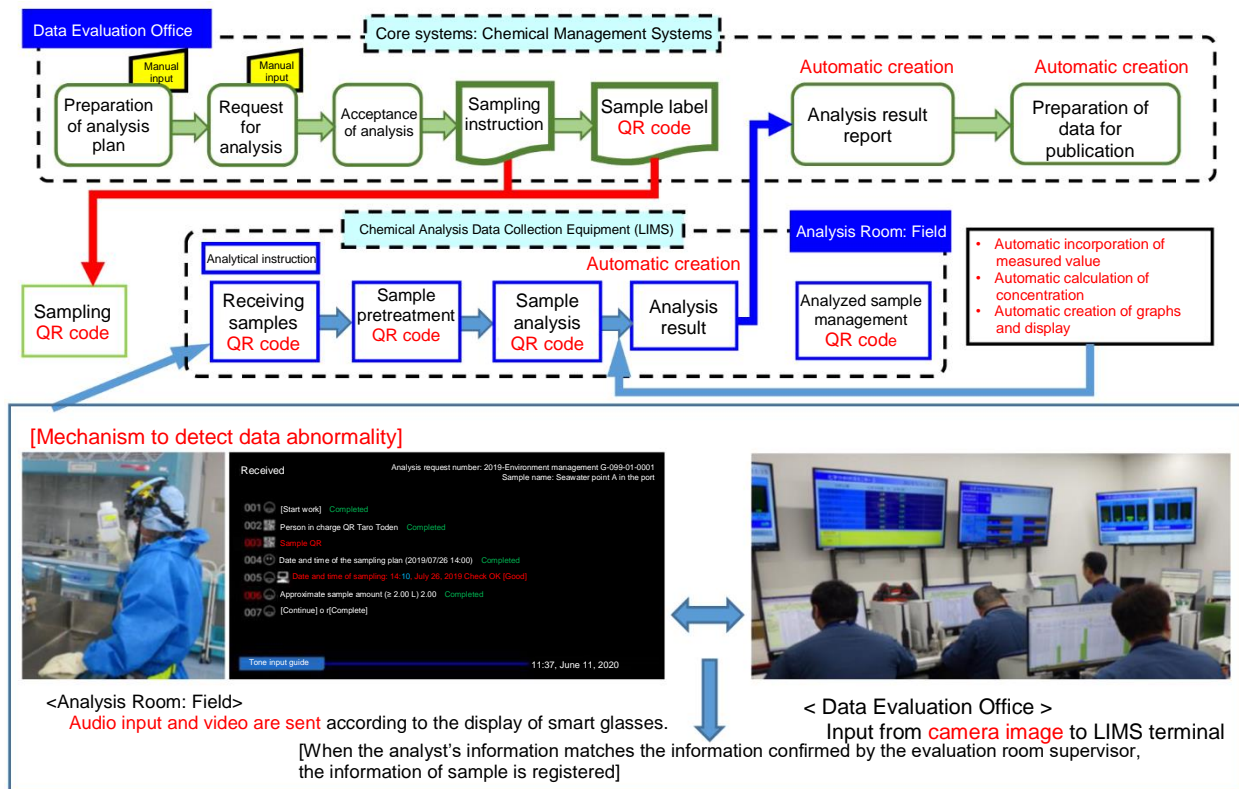 Data Evaluation Office
Core systems: Chemical Management Systems
Manual
input
Manual
input
Automatic creation
Automatic creation
Preparation
of analysis
plan
Request
for
analysis
Acceptance
of analysis
Sampling
instruction
Sample label
QR code
Analysis result
report
Preparation of
data for
publication
Chemical Analysis Data Collection Equipment (LIMS)
Analysis Room: Field
Analytical instruction
Automatic creation
Sampling
QR code
Receiving
samples
QR code
Sample
pretreatment
QR code
Sample
analysis
QR code
Analysis
result
Analyzed sample
management
QR code
• Automatic incorporation of
measured value
• Automatic calculation of
concentration
• Automatic creation of graphs
and display
[Mechanism to detect data abnormality]
Received
Analysis request number: 2019-Environment management G-099-01-0001
Sample name: Seawater point A in the port
001 [Start work] Completed
002 Person in charge QR Taro Toden Completed
003 Sample QR
004 Date and time of the sampling plan (2019/07/26 14:00) Completed
005 Date and time of sampling: 14:10, July 26, 2019 Check OK [Good]
006 Approximate sample amount (≥ 2.00 L) 2.00 Completed
007 [Continue] o r[Complete]
Tone input guide
11:37, June 11, 2020
<Analysis Room: Field>
Audio input and video are sent according to the display of smart glasses.
< Data Evaluation Office >
Input from camera image to LIMS terminal
[When the analyst's information matches the information confirmed by the evaluation room supervisor,
the information of sample is registered]